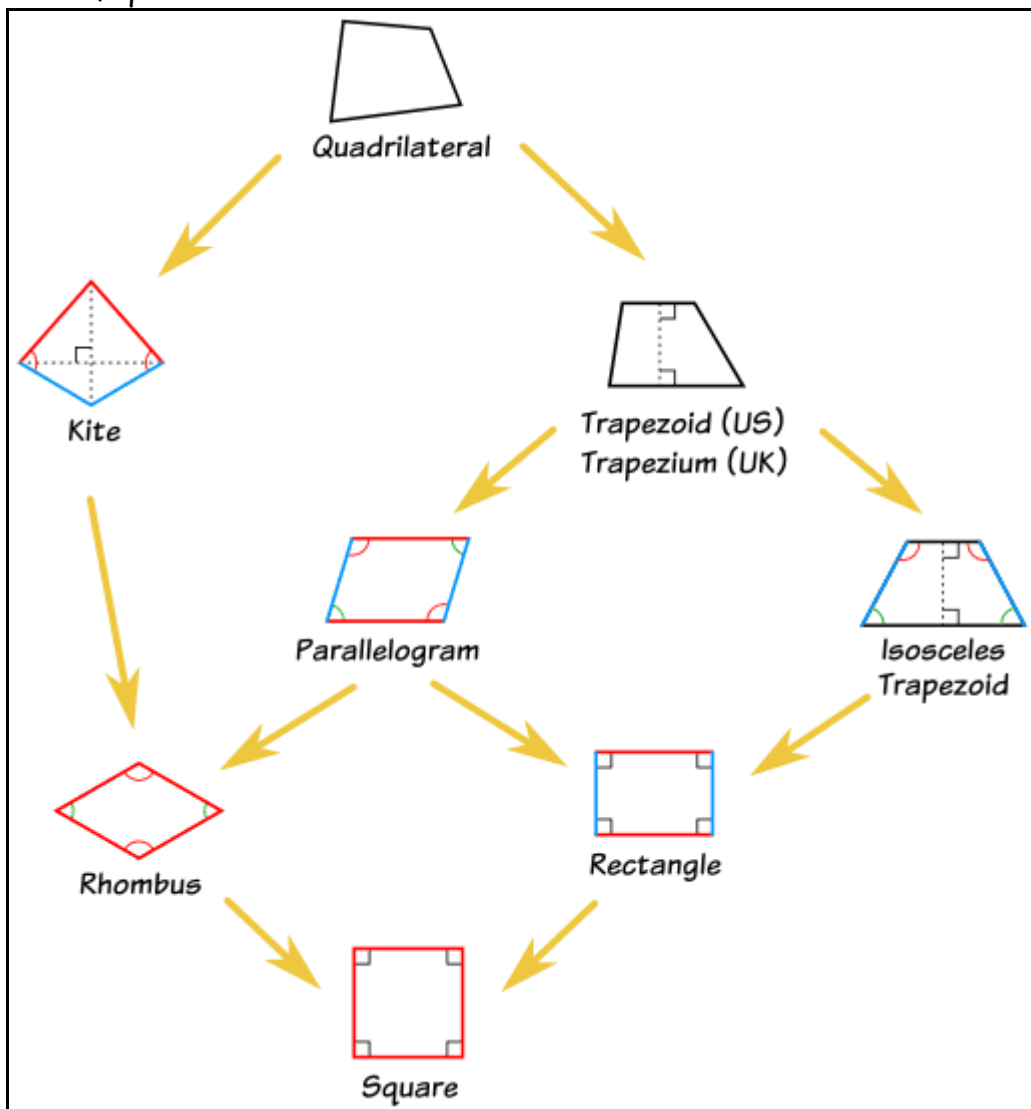 Quadrilateral
Kite
Trapezoid (US)
Trapezium (UK)
Parallelogram
Isosceles
Trapezoid
Rhombus
Rectangle
Square